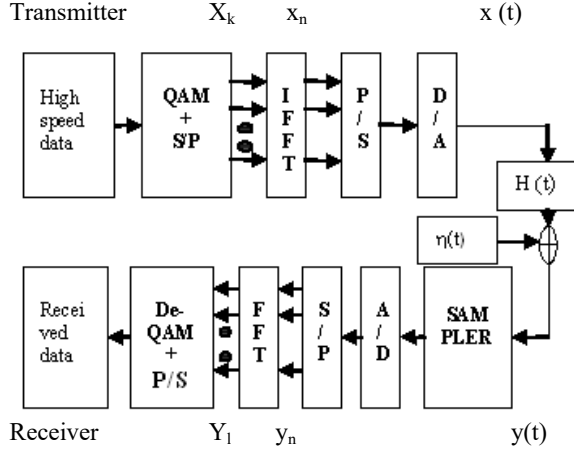 Transmitter X_k x_n x (t)
High
speed
data
QAM
+
S/P
I
F
F
T
P
/
S
D
/
A
H (t)
η(t)
Recei
ved
data
De-
QAM
+
P/S
F
F
T
S
/
P
A
/
D
SAM
PLER
Receiver Y_l y_n y(t)